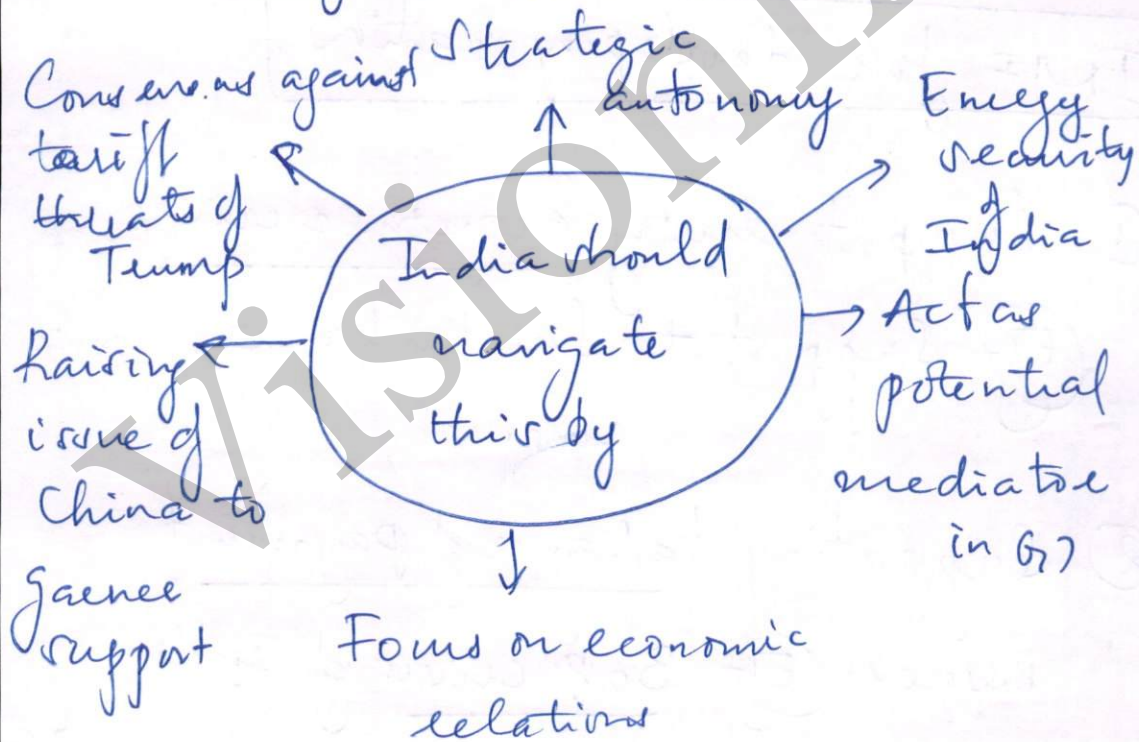 Strategic
autonomy
Consensus against
tariff
threats of
Trump
Energy
security
of
India
India should
navigate
this by
Act as
potential
mediator
in G7
Raising
issue of
China to
garner
support
Focus on economic
relations
Vision